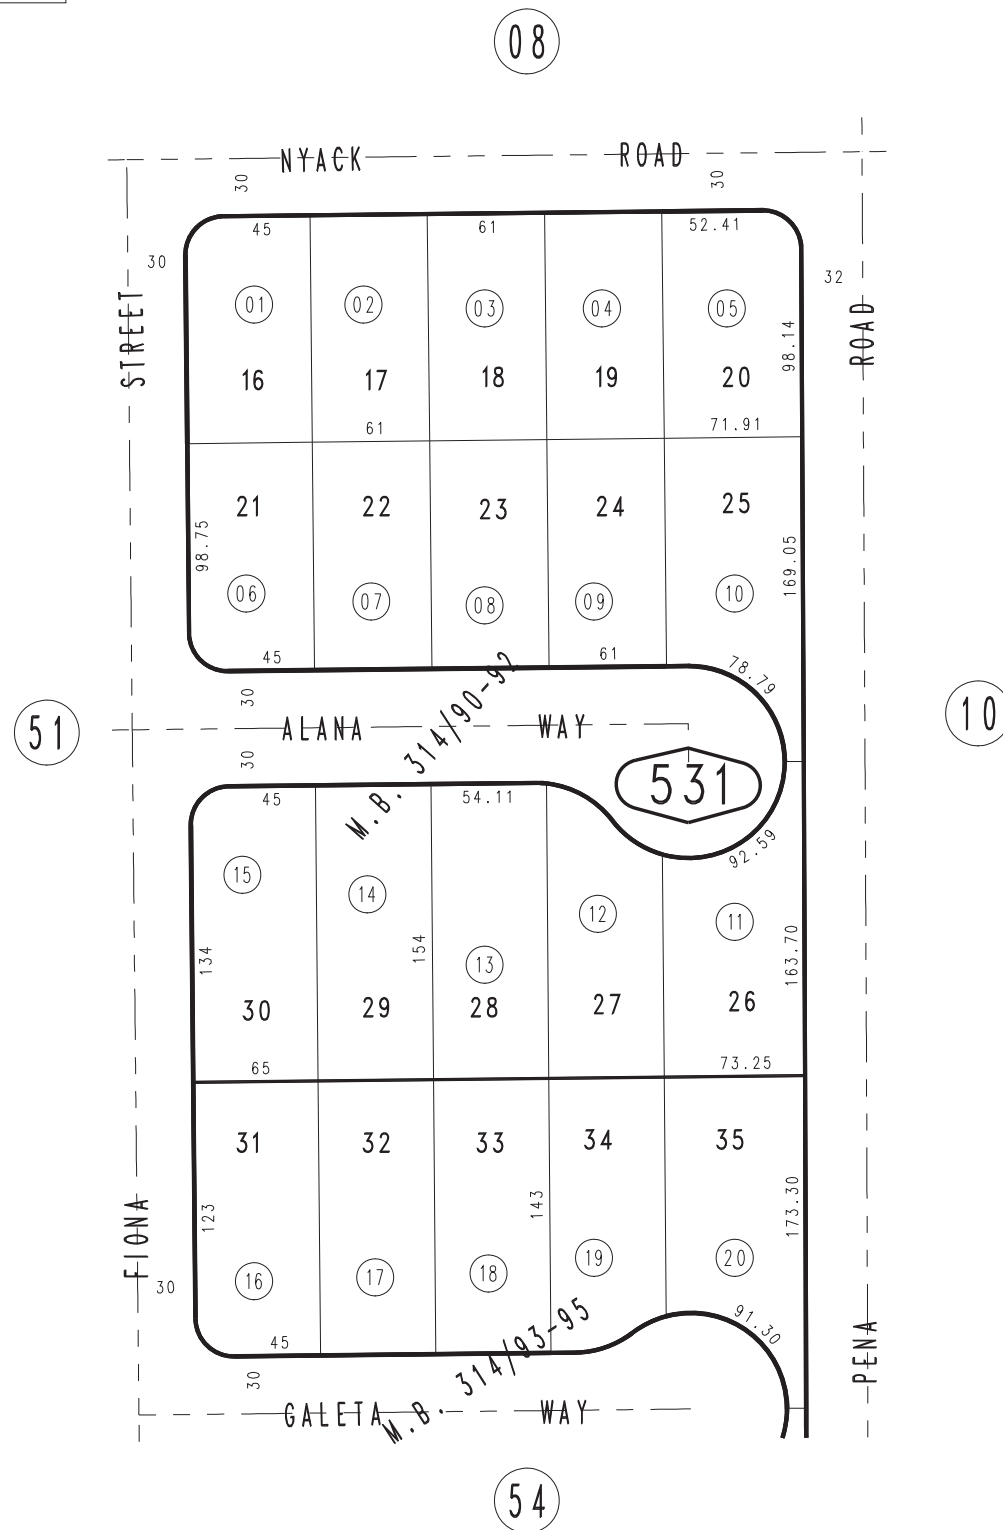 08
NYACK ROAD
30 30
45 61 52.41
30 32
01 02 03 04 05
STREET ROAD
98.14
16 17 18 19 20
61 71.91
21 22 23 24 25
98.75 169.05
06 07 08 09 10
45 61
78.79
30
M.B. 314/90-92
51 10
ALANA WAY
30
531
45 54.11
92.59
15 14 13 12 11
134 154 163.70
30 29 28 27 26
65 73.25
31 32 33 34 35
123 143 173.30
FIONA
30
16 17 18 19 20
91.30
45
M.B. 314/93-95
PENA
30
GALETA WAY
54